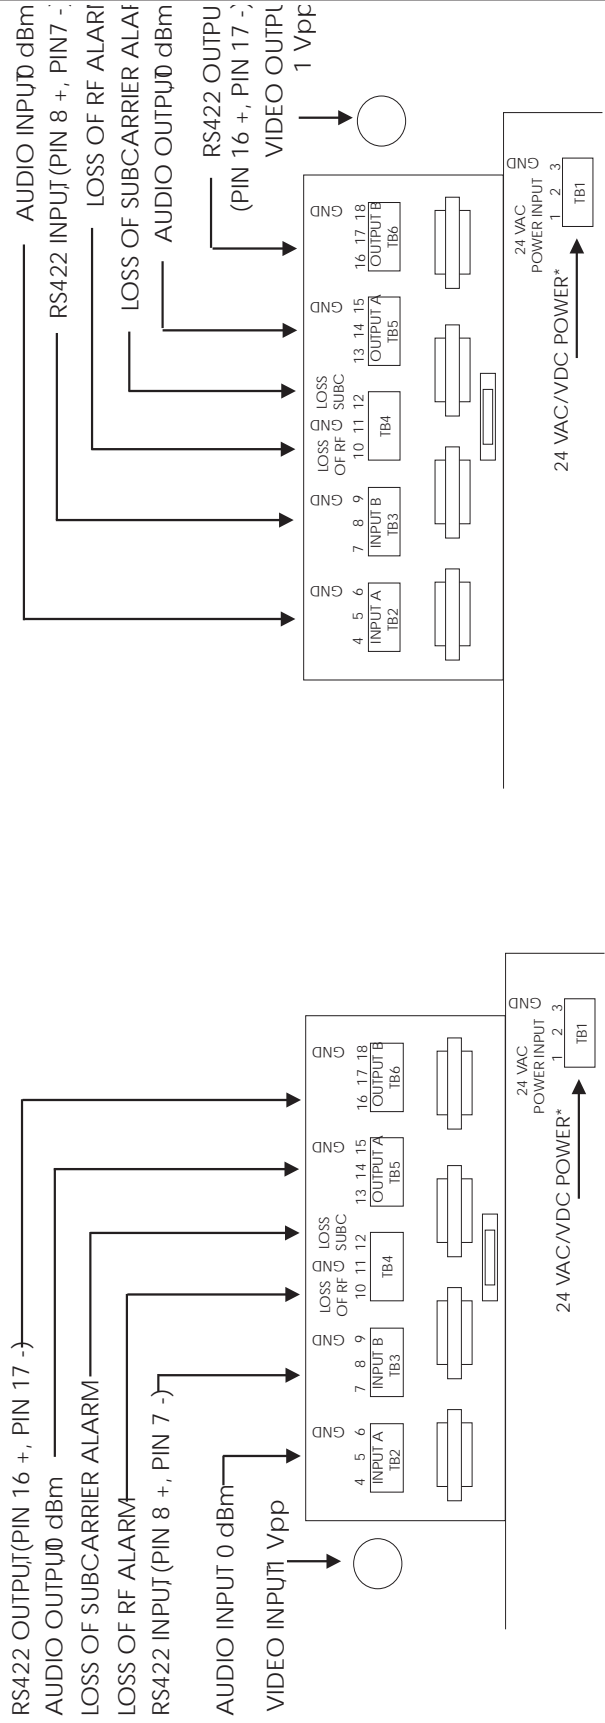 AUDIO INPUT, 0 dBm
RS422 INPUT, (PIN 8 +, PIN7 -
LOSS OF RF ALARM
LOSS OF SUBCARRIER ALAR
AUDIO OUTPUT, 0 dBm
RS422 OUTPU
(PIN 16 +, PIN 17 -)
VIDEO OUTPU
1 Vpp
GND
4 5 6
INPUT A
TB2
GND
7 8 9
INPUT B
TB3
LOSS OF RF
GND
LOSS SUBC
10 11 12
TB4
GND
13 14 15
OUTPUT A
TB5
GND
16 17 18
OUTPUT B
TB6
24 VAC
POWER INPUT
GND
1 2 3
TB1
24 VAC/VDC POWER*
RS422 OUTPUT, (PIN 16 +, PIN 17 -)
AUDIO OUTPUT, 0 dBm
LOSS OF SUBCARRIER ALARM
LOSS OF RF ALARM
RS422 INPUT, (PIN 8 +, PIN 7 -)
AUDIO INPUT 0 dBm
VIDEO INPUT, 1 Vpp
GND
4 5 6
INPUT A
TB2
GND
7 8 9
INPUT B
TB3
LOSS OF RF
GND
LOSS SUBC
10 11 12
TB4
GND
13 14 15
OUTPUT A
TB5
GND
16 17 18
OUTPUT B
TB6
24 VAC
POWER INPUT
GND
1 2 3
TB1
24 VAC/VDC POWER*